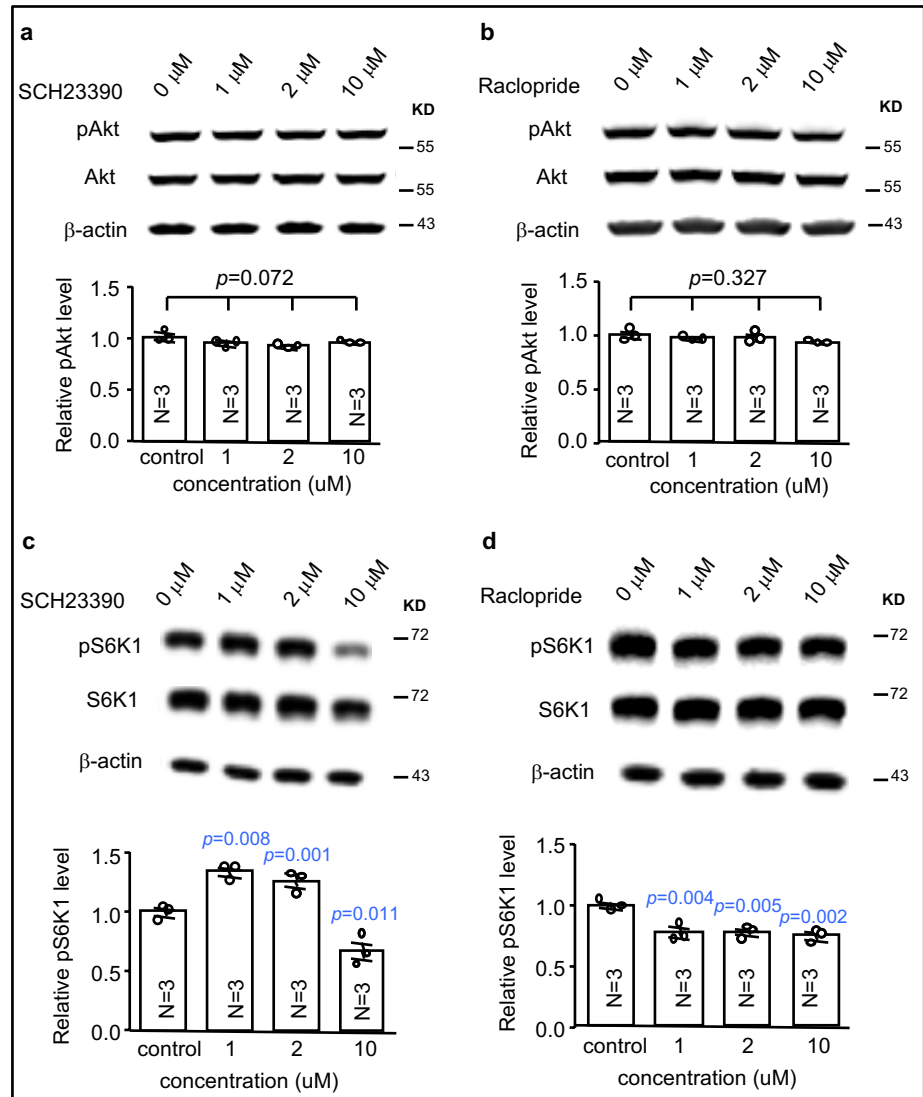 a
SCH23390 0 μM 1 μM 2 μM 10 μM KD
pAkt
55
Akt
55
β-actin 43
p=0.072
Relative pAkt level
1.5
1.0
0.5
0.0
N=3 N=3 N=3 N=3
control 1 2 10
concentration (uM)
b
Raclopride 0 μM 1 μM 2 μM 10 μM KD
pAkt
55
Akt
55
β-actin 43
p=0.327
Relative pAkt level
1.5
1.0
0.5
0.0
N=3 N=3 N=3 N=3
control 1 2 10
concentration (uM)
c
SCH23390 0 μM 1 μM 2 μM 10 μM KD
pS6K1 72
S6K1 72
β-actin 43
p=0.008 p=0.001 p=0.011
Relative pS6K1 level
1.5
1.0
0.5
0.0
N=3 N=3 N=3 N=3
control 1 2 10
concentration (uM)
d
Raclopride 0 μM 1 μM 2 μM 10 μM KD
pS6K1 72
S6K1 72
β-actin 43
p=0.004 p=0.005 p=0.002
Relative pS6K1 level
1.5
1.0
0.5
0.0
N=3 N=3 N=3 N=3
control 1 2 10
concentration (uM)